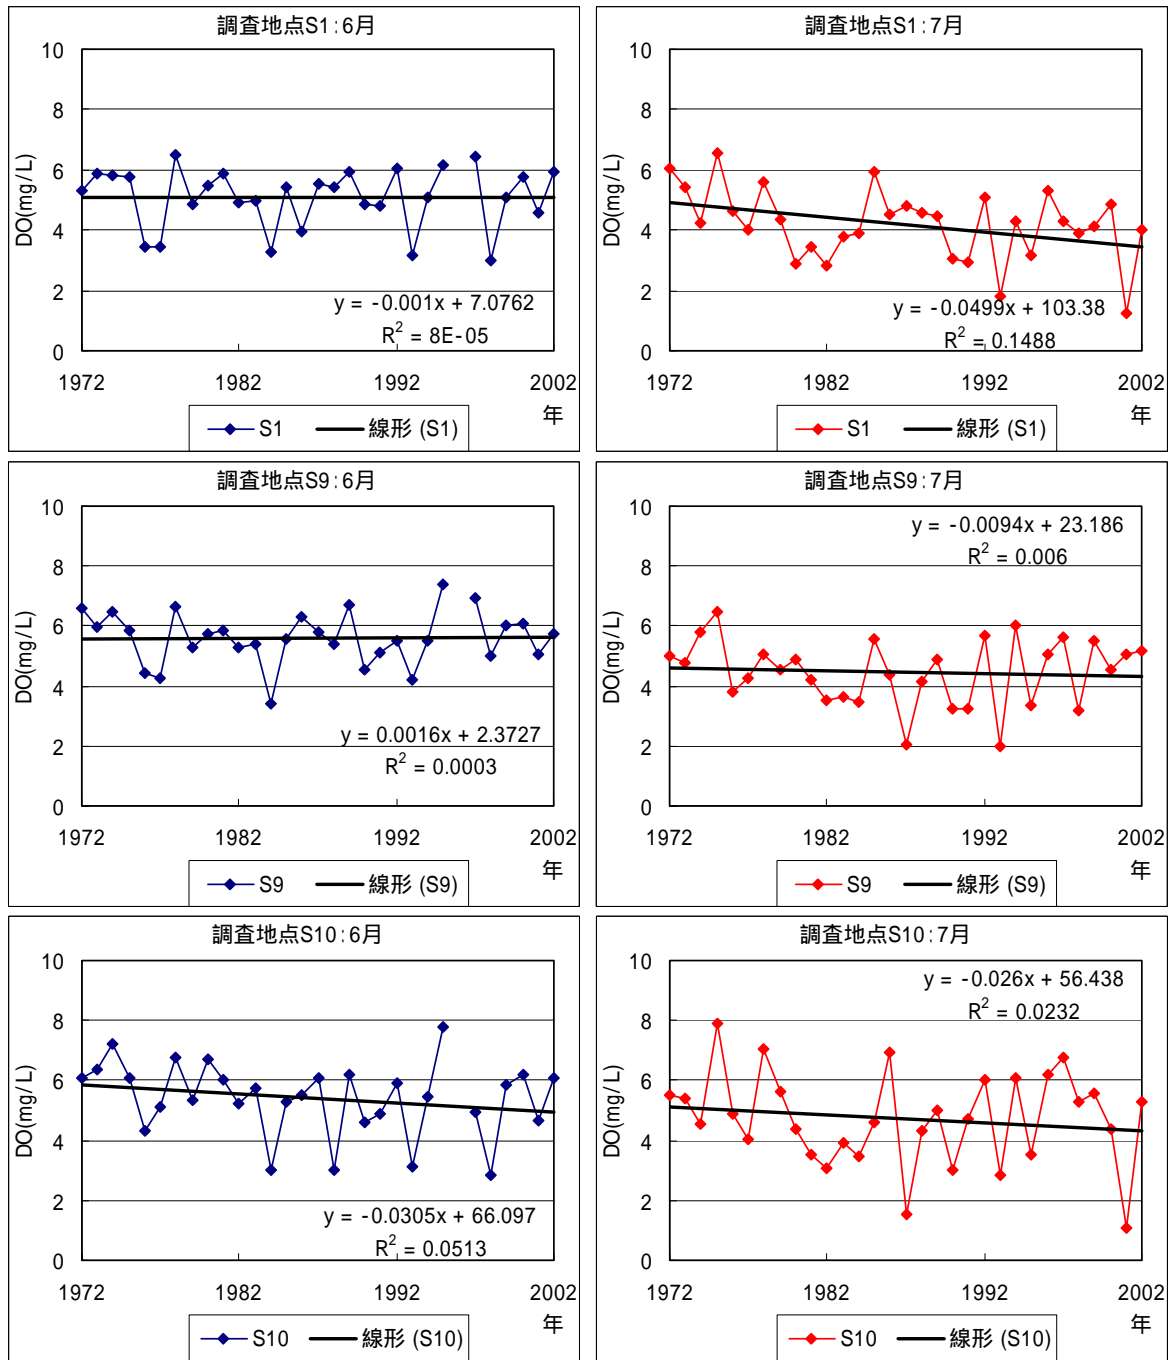 調査地点S1:6月
10
8
6
4
2
0
DO(mg/L)
y = -0.001x + 7.0762
R² = 8E-05
1972 1982 1992 2002
年
S1 線形 (S1)
調査地点S1:7月
10
8
6
4
2
0
DO(mg/L)
y = -0.0499x + 103.38
R² = 0.1488
1972 1982 1992 2002
年
S1 線形 (S1)
調査地点S9:6月
10
8
6
4
2
0
DO(mg/L)
y = 0.0016x + 2.3727
R² = 0.0003
1972 1982 1992 2002
年
S9 線形 (S9)
調査地点S9:7月
10
8
6
4
2
0
DO(mg/L)
y = -0.0094x + 23.186
R² = 0.006
1972 1982 1992 2002
年
S9 線形 (S9)
調査地点S10:6月
10
8
6
4
2
0
DO(mg/L)
y = -0.0305x + 66.097
R² = 0.0513
1972 1982 1992 2002
年
S10 線形 (S10)
調査地点S10:7月
10
8
6
4
2
0
DO(mg/L)
y = -0.026x + 56.438
R² = 0.0232
1972 1982 1992 2002
年
S10 線形 (S10)